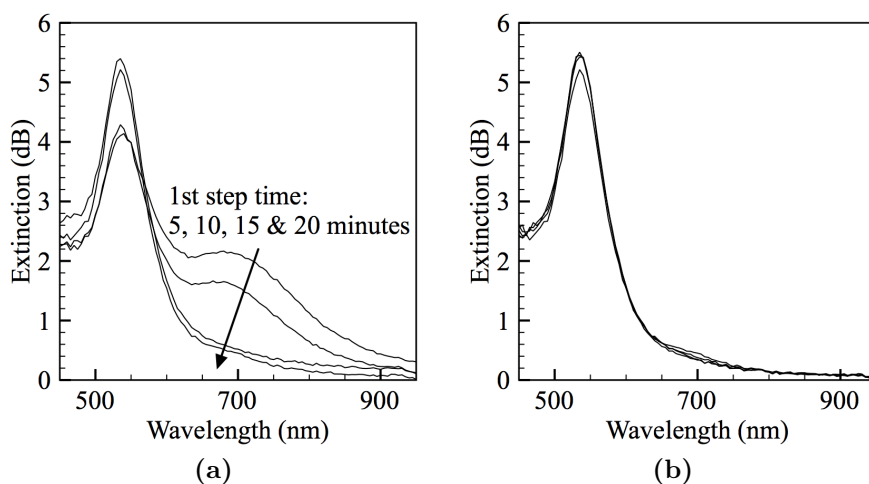 6
5
4
3
2
1
0
Extinction (dB)
1st step time:
5, 10, 15 & 20 minutes
500
700
900
Wavelength (nm)
(a)
6
5
4
3
2
1
0
Extinction (dB)
500
700
900
Wavelength (nm)
(b)